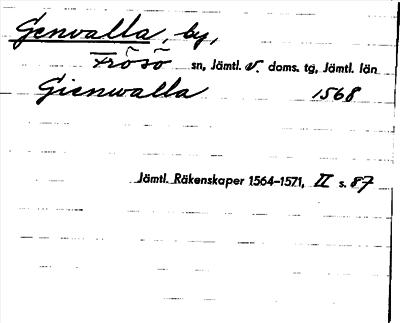 Genvalla, by,
Frösö sn, Jämtl. v. doms. tg, Jämtl. län
Gienwalla 1568
Jämtl. Räkenskaper 1564-1571, II s. 87